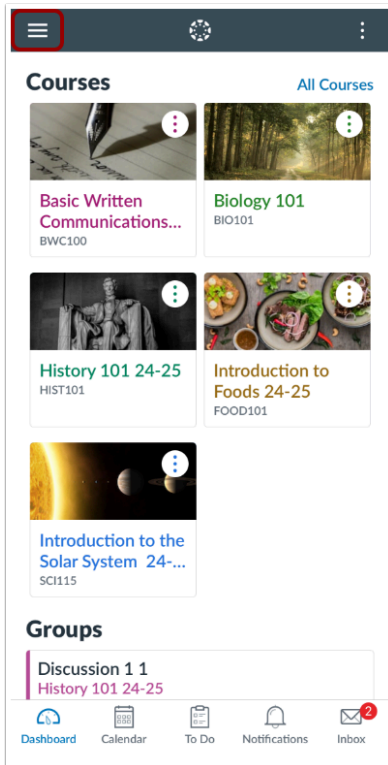 Courses
All Courses
Basic Written
Communications...
BWC100
Biology 101
BIO101
History 101 24-25
HIST101
Introduction to
Foods 24-25
FOOD101
Introduction to the
Solar System 24-...
SCI115
Groups
Discussion 1 1
History 101 24-25
2
Dashboard
Calendar
To Do
Notifications
Inbox